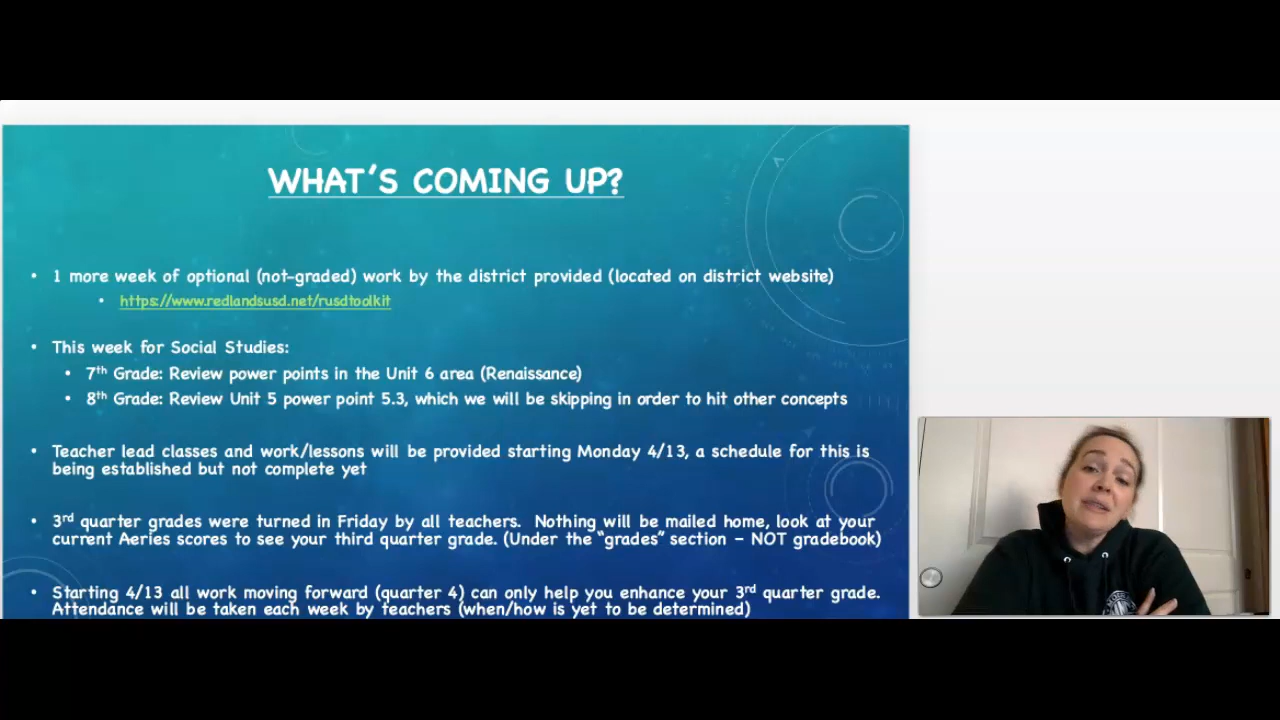 WHAT'S COMING UP?
• 1 more week of optional (not-graded) work by the district provided (located on district website)
• https://www.redlandsusd.net/rusdtoolkit
• This week for Social Studies:
• 7th Grade: Review power points in the Unit 6 area (Renaissance)
• 8th Grade: Review Unit 5 power point 5.3, which we will be skipping in order to hit other concepts
• Teacher lead classes and work/lessons will be provided starting Monday 4/13, a schedule for this is
being established but not complete yet
• 3rd quarter grades were turned in Friday by all teachers. Nothing will be mailed home, look at your
current Aeries scores to see your third quarter grade. (Under the "grades" section – NOT gradebook)
• Starting 4/13 all work moving forward (quarter 4) can only help you enhance your 3rd quarter grade.
Attendance will be taken each week by teachers (when/how is yet to be determined)